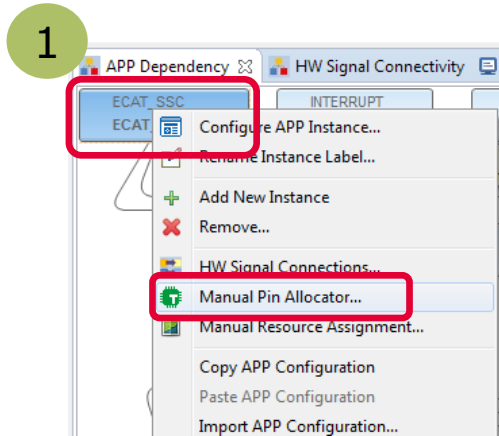 1
APP Dependency HW Signal Connectivity
ECAT_SSC INTERRUPT
ECAT_
Configure APP Instance...
Rename Instance Label...
Add New Instance
Remove...
HW Signal Connections...
Manual Pin Allocator...
Manual Resource Assignment...
Copy APP Configuration
Paste APP Configuration
Import APP Configuration...